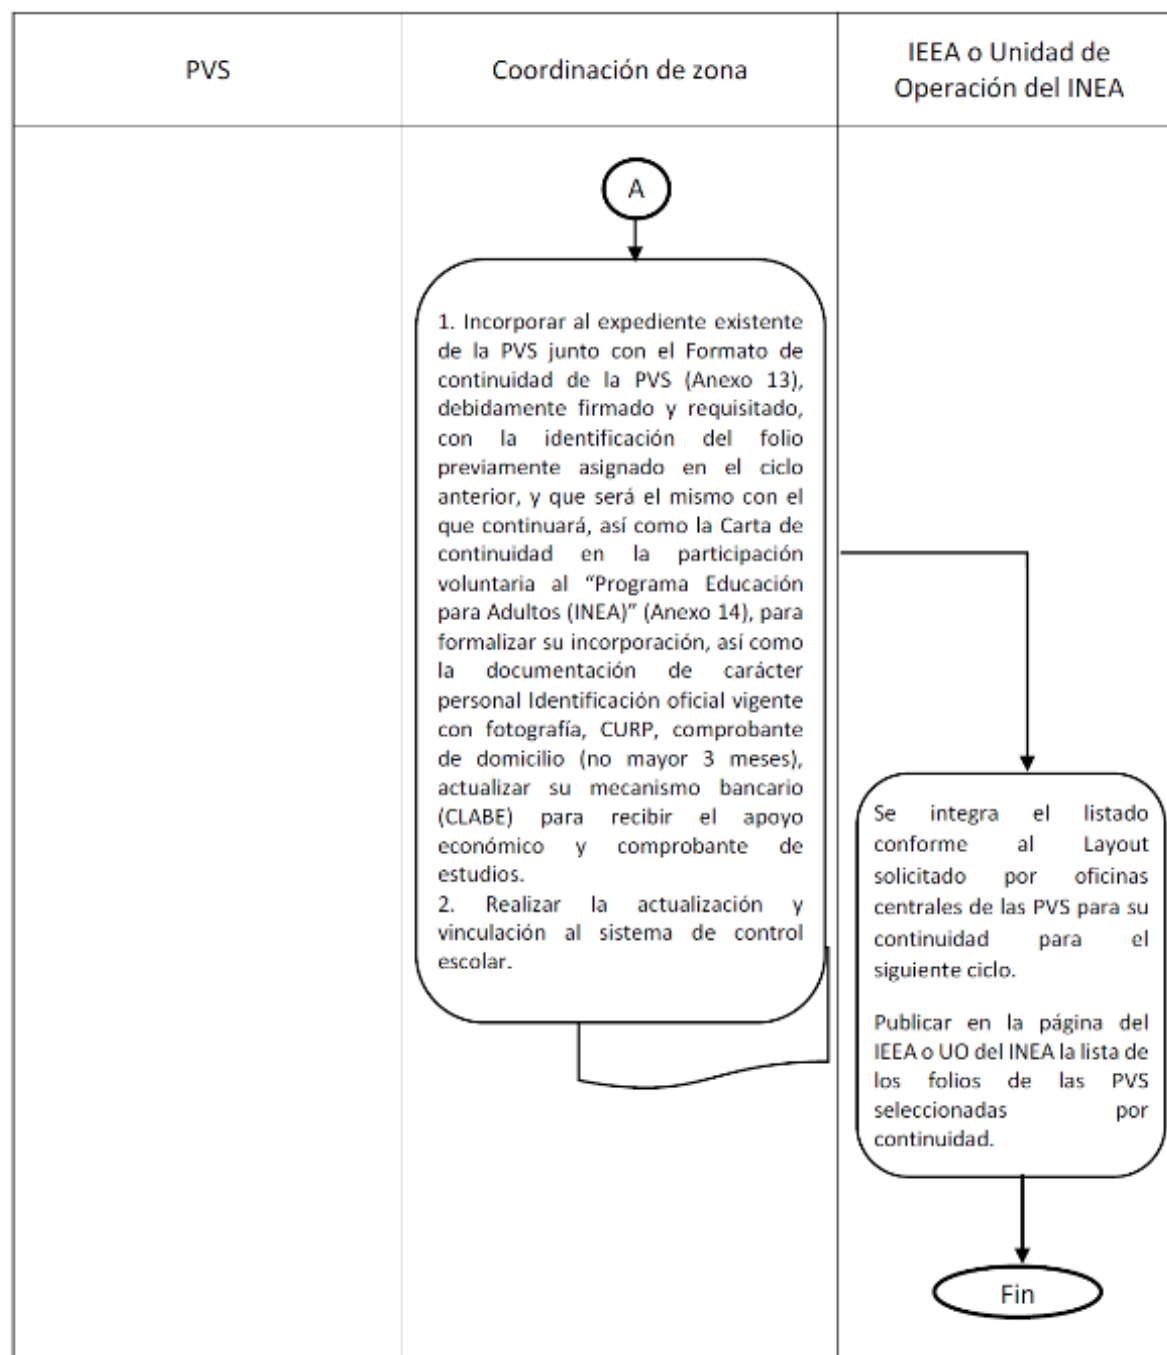 PVS
Coordinación de zona
IEEA o Unidad de
Operación del INEA
A
1. Incorporar al expediente existente
de la PVS junto con el Formato de
continuidad de la PVS (Anexo 13),
debidamente firmado y requisitado,
con la identificación del folio
previamente asignado en el ciclo
anterior, y que será el mismo con el
que continuará, así como la Carta de
continuidad en la participación
voluntaria al “Programa Educación
para Adultos (INEA)” (Anexo 14), para
formalizar su incorporación, así como
la documentación de carácter
personal Identificación oficial vigente
con fotografía, CURP, comprobante
de domicilio (no mayor 3 meses),
actualizar su mecanismo bancario
(CLABE) para recibir el apoyo
económico y comprobante de
estudios.
2. Realizar la actualización y
vinculación al sistema de control
escolar.
Se integra el listado
conforme al Layout
solicitado por oficinas
centrales de las PVS para su
continuidad para el
siguiente ciclo.
Publicar en la página del
IEEA o UO del INEA la lista de
los folios de las PVS
seleccionadas por
continuidad.
Fin